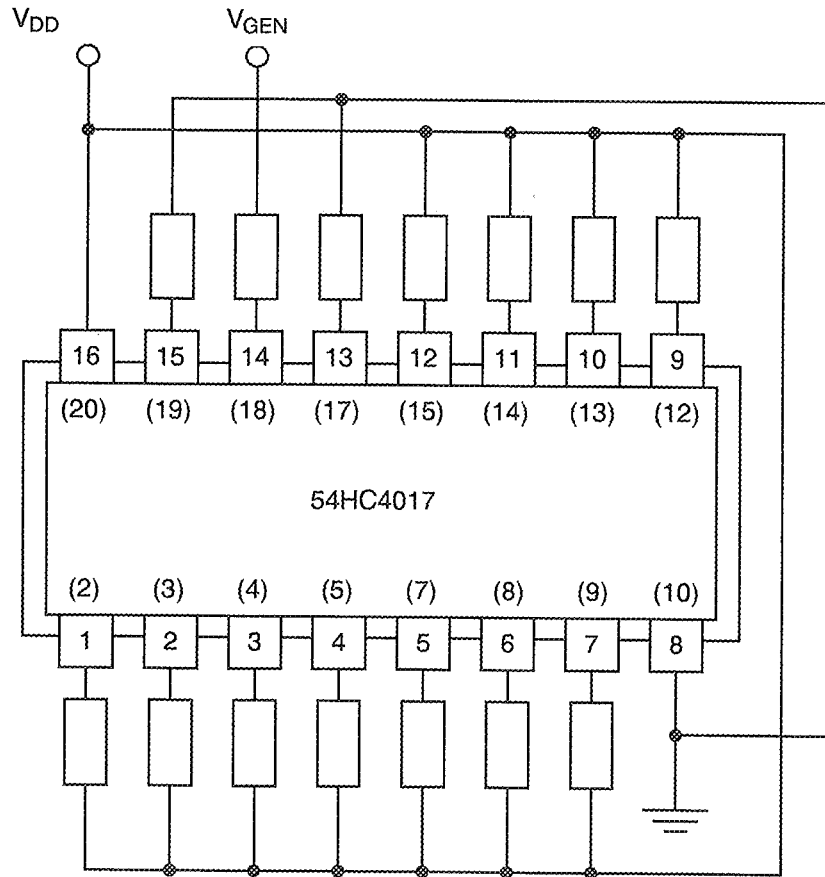 VDD VGEN
16 15 14 13 12 11 10 9
(20) (19) (18) (17) (15) (14) (13) (12)
54HC4017
(2) (3) (4) (5) (7) (8) (9) (10)
1 2 3 4 5 6 7 8